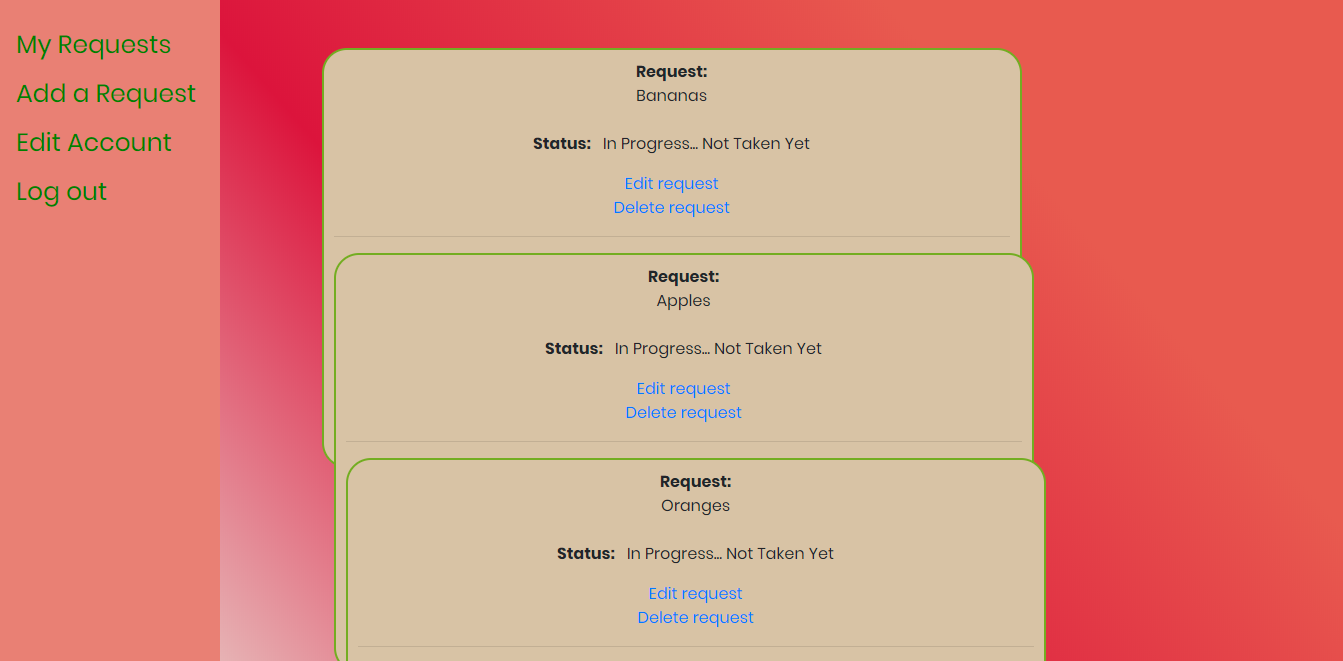 My Requests
Add a Request
Edit Account
Log out
Request:
Bananas
Status: In Progress... Not Taken Yet
Edit request
Delete request
Request:
Apples
Status: In Progress... Not Taken Yet
Edit request
Delete request
Request:
Oranges
Status: In Progress... Not Taken Yet
Edit request
Delete request